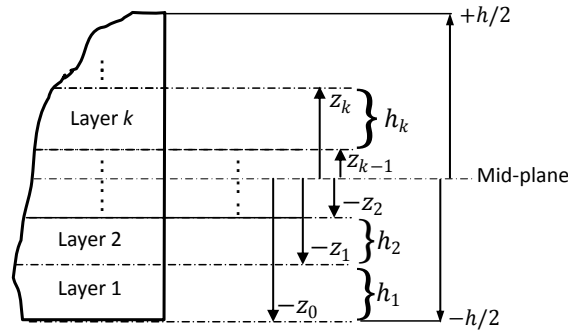 +h/2
z_k
Layer k
h_k
z_{k−1}
Mid-plane
−z_2
Layer 2
−z_1
h_2
Layer 1
−z_0
h_1
−h/2